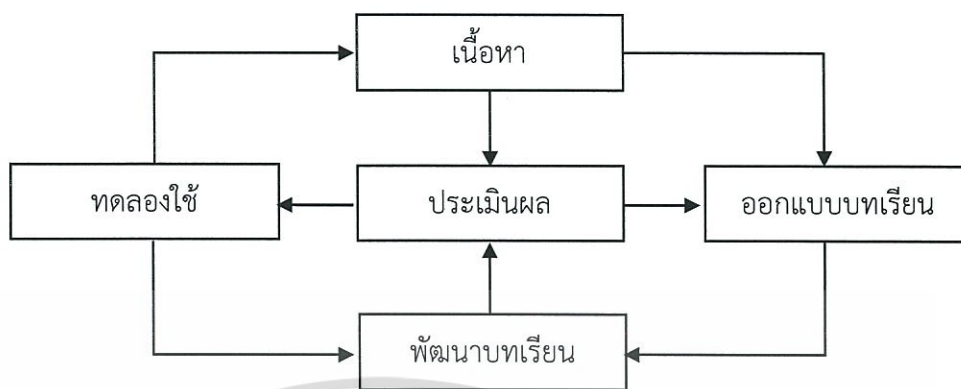 เนื้อหา
ทดลองใช้
ประเมินผล
ออกแบบบทเรียน
พัฒนาบทเรียน